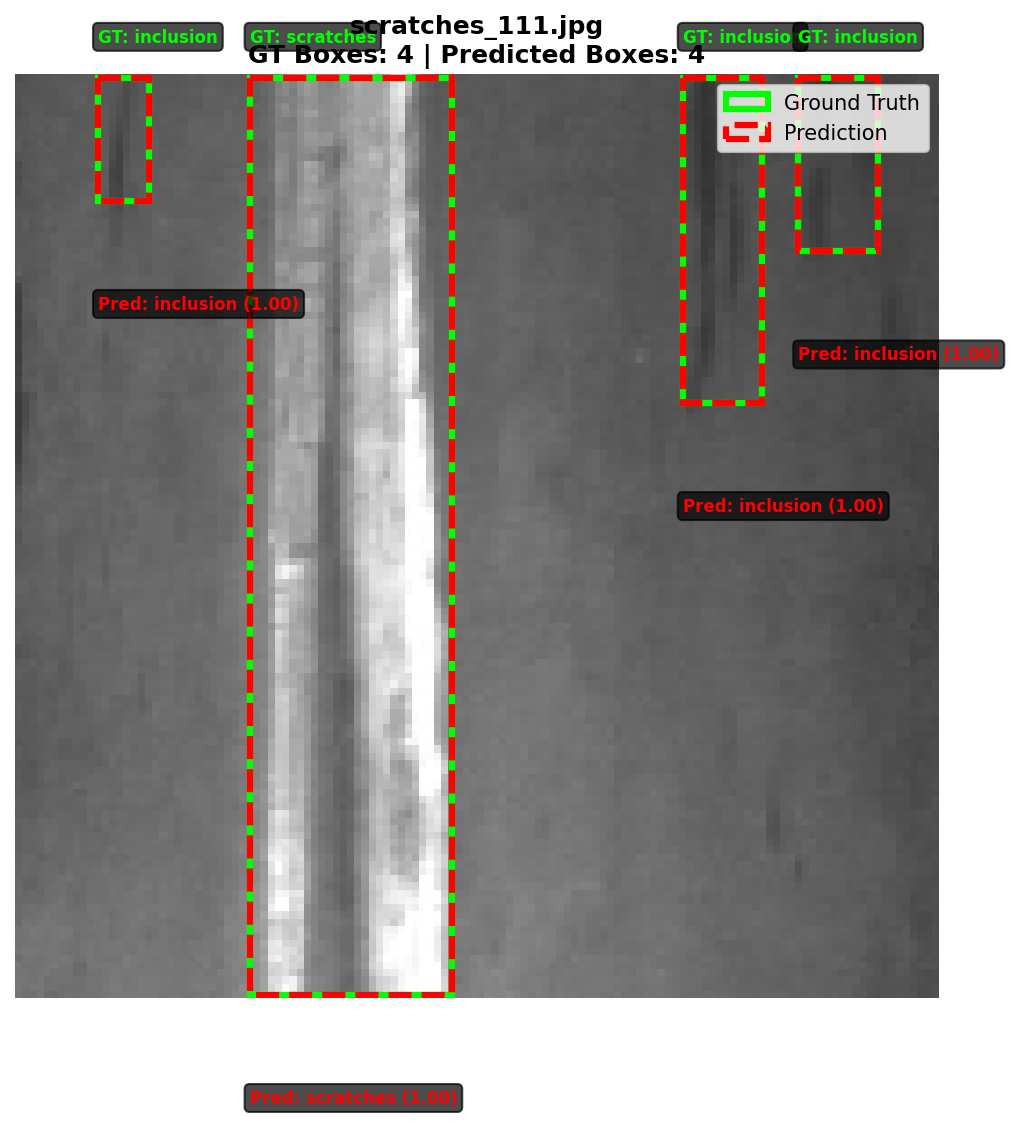 scratches_111.jpg
GT Boxes: 4 | Predicted Boxes: 4
GT: inclusion
GT: scratches
GT: inclusio
GT: inclusion
Ground Truth
Prediction
Pred: inclusion (1.00)
Pred: inclusion (1.00)
Pred: inclusion (1.00)
Pred: scratches (1.00)